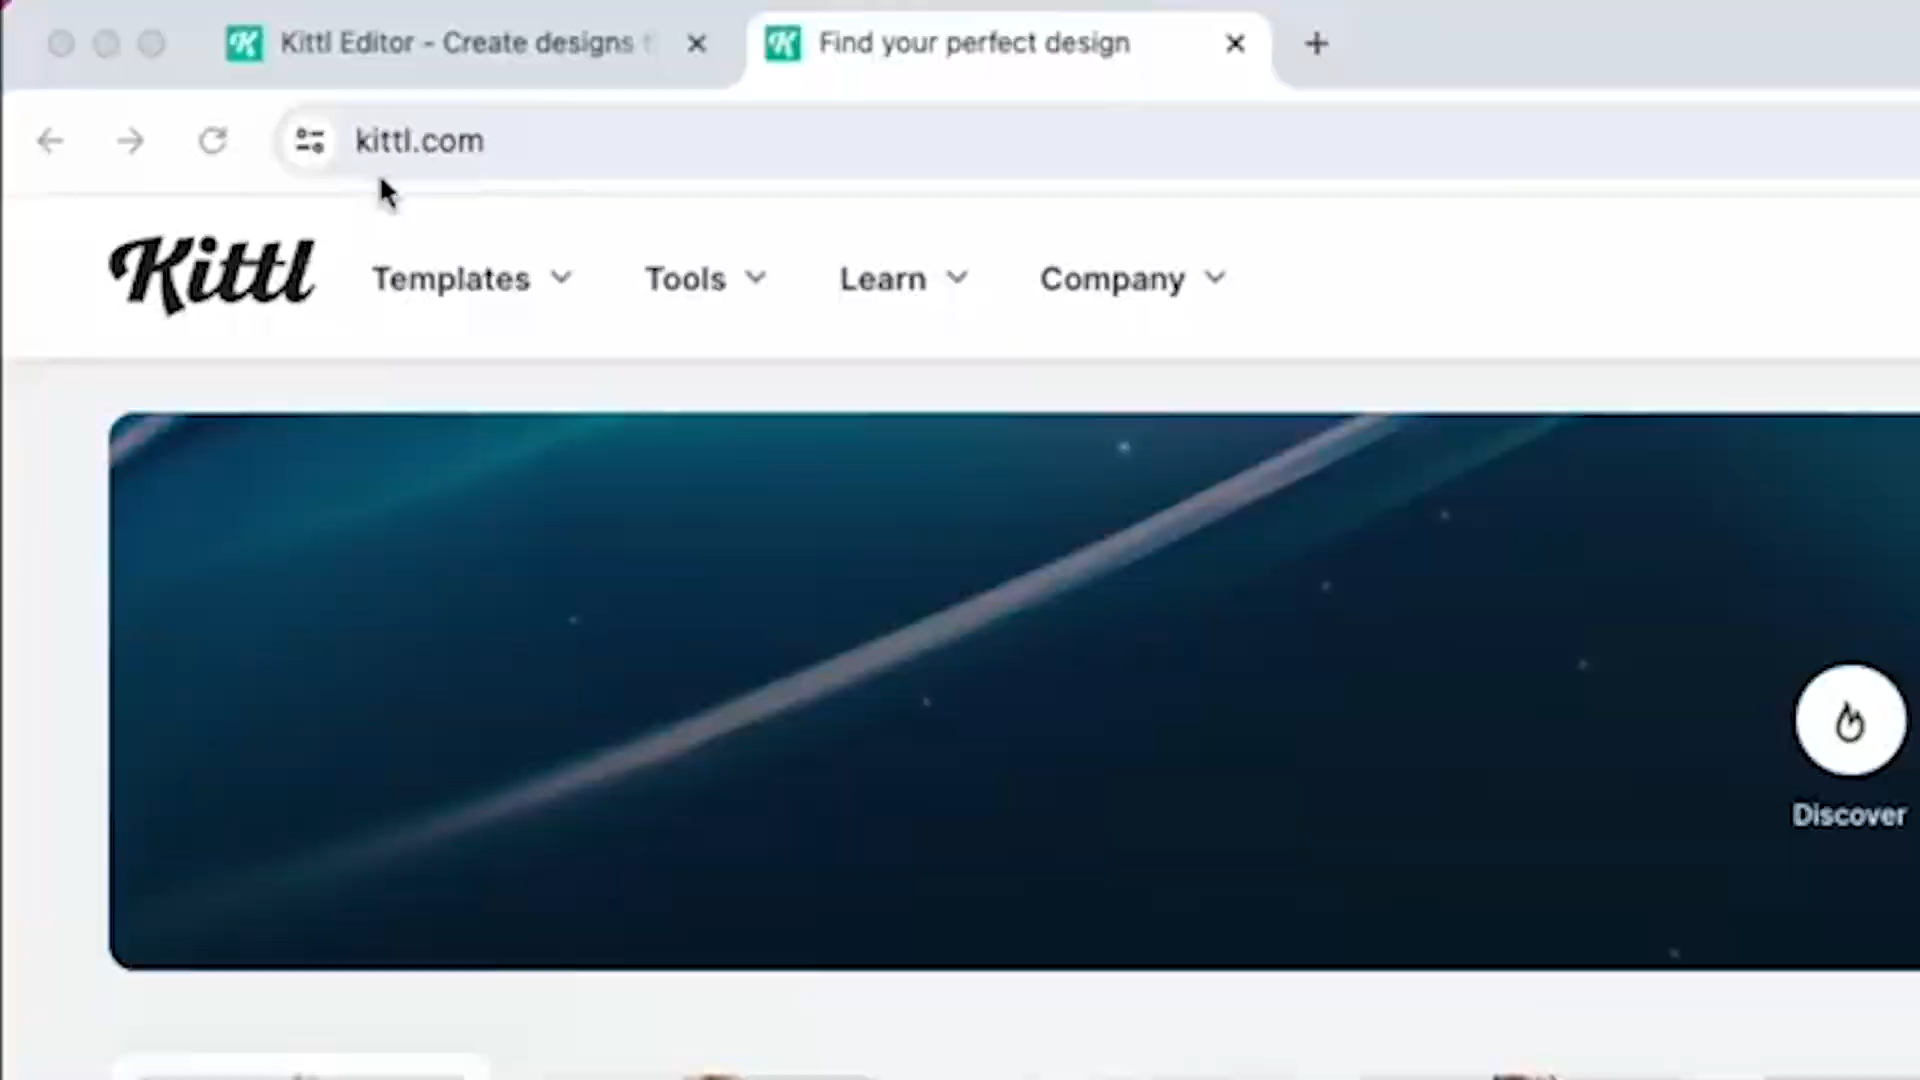 Kittl Editor - Create designs
Find your perfect design
kittl.com
Kittl
Templates
Tools
Learn
Company
Discover